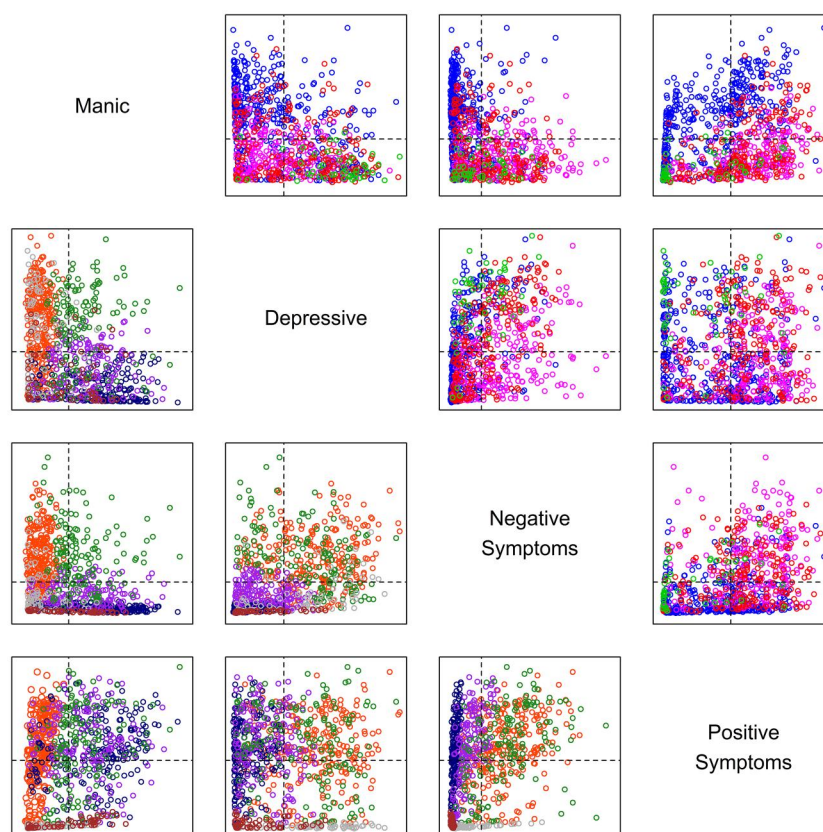 Manic
Depressive
Negative
Symptoms
Positive
Symptoms